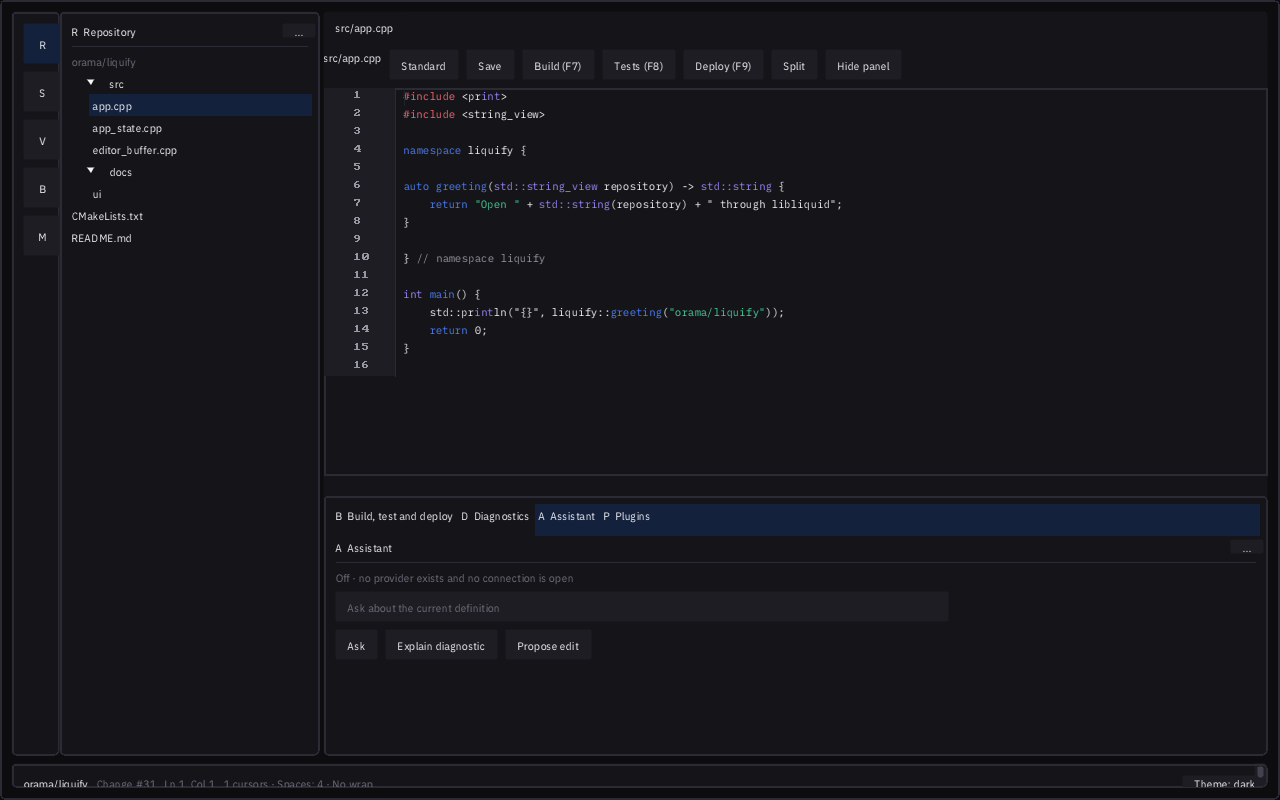 R
S
V
B
M
R Repository
...
orama/liquify
src
app.cpp
app_state.cpp
editor_buffer.cpp
docs
ui
CMakeLists.txt
README.md
src/app.cpp
src/app.cpp Standard Save Build (F7) Tests (F8) Deploy (F9) Split Hide panel
1 #include <print>
2 #include <string_view>
3
4 namespace liquify {
5
6 auto greeting(std::string_view repository) -> std::string {
7     return "Open " + std::string(repository) + " through libliquid";
8 }
9
10 } // namespace liquify
11
12 int main() {
13     std::println("{}", liquify::greeting("orama/liquify"));
14     return 0;
15 }
16
B Build, test and deploy D Diagnostics A Assistant P Plugins
A Assistant ...
Off - no provider exists and no connection is open
Ask about the current definition
Ask Explain diagnostic Propose edit
orama/liquify Change #31 Ln 1, Col 1 1 cursors - Spaces: 4 - No wrap Theme: dark